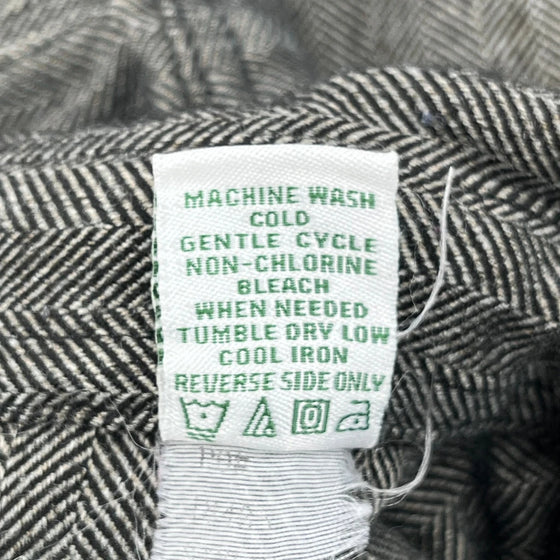 MACHINE WASH
COLD
GENTLE CYCLE
NON-CHLORINE
BLEACH
WHEN NEEDED
TUMBLE DRY LOW
COOL IRON
REVERSE SIDE ONLY